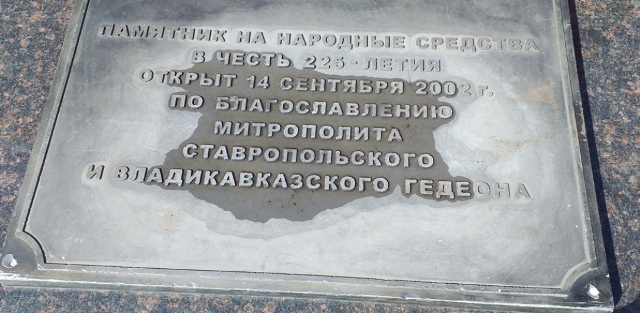 ПАМЯТНИК НА НАРОДНЫЕ СРЕДСТВА
В ЧЕСТЬ 225-ЛЕТИЯ
ОТКРЫТ 14 СЕНТЯБРЯ 2002 г.
ПО БЛАГОСЛАВЛЕНИЮ
МИТРОПОЛИТА
СТАВРОПОЛЬСКОГО
И ВЛАДИКАВКАЗСКОГО ГЕДЕОНА